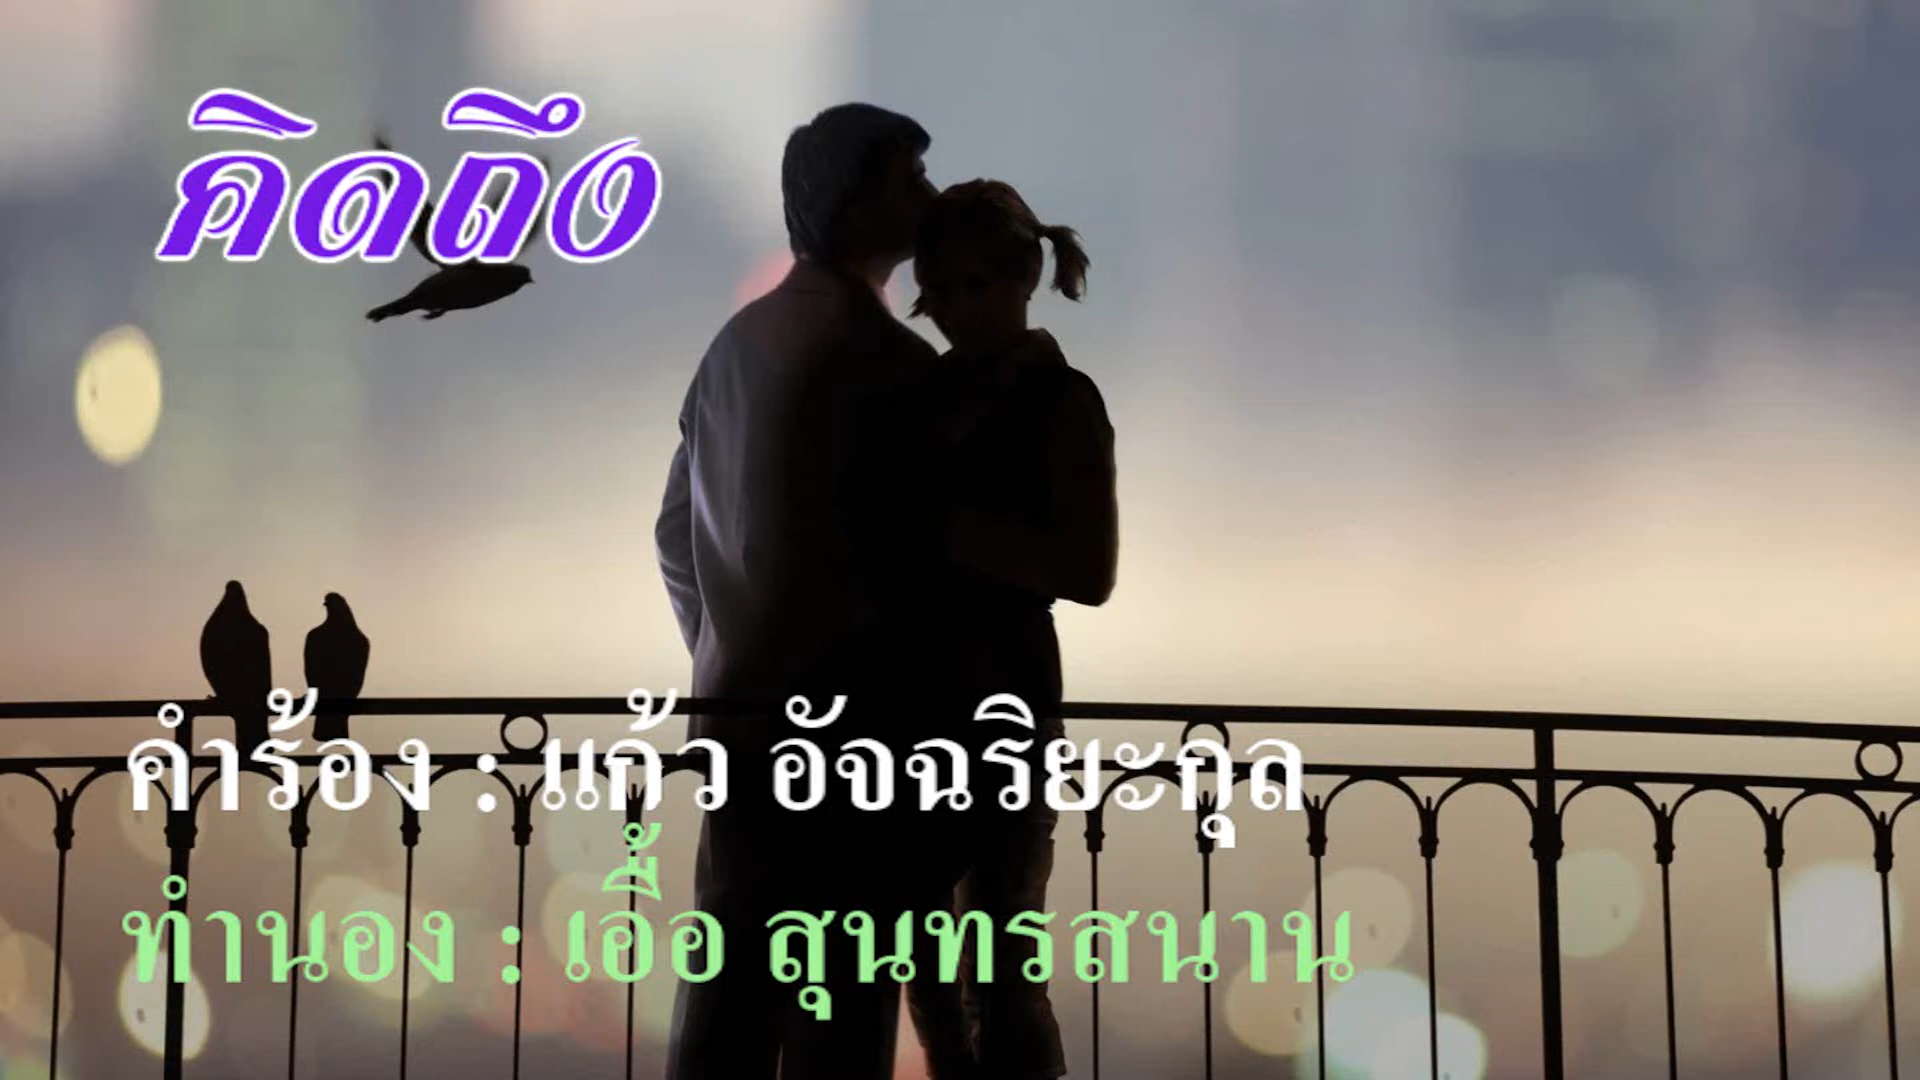 คิดถึง
คำร้อง : แก้ว อัจฉริยะกุล
ทำนอง : เอื้อ สุนทรสนาน